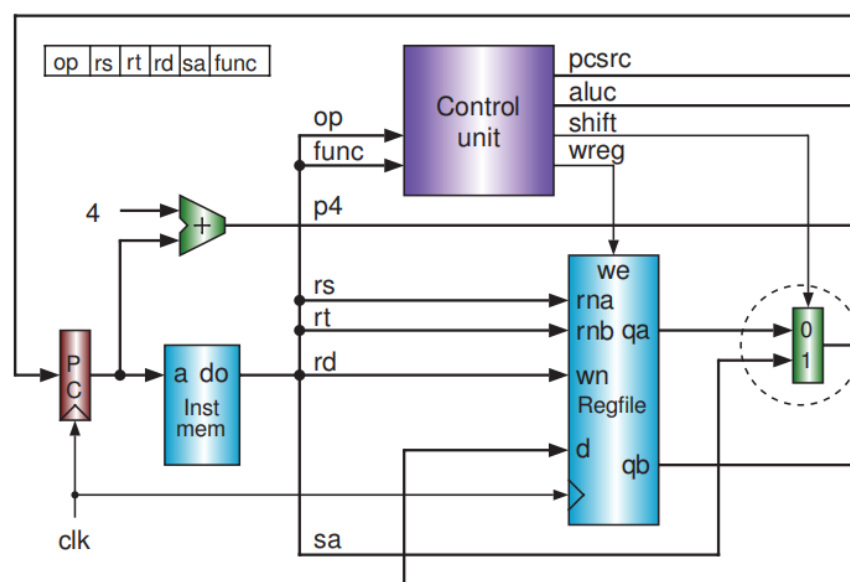 op rs rt rd sa func
Control
unit
pcsrc
aluc
shift
wreg
op
func
4
+
p4
we
rs
rna
rt
rnb qa
0
1
P
C
a do
Inst
mem
rd
wn
Regfile
d
qb
clk
sa